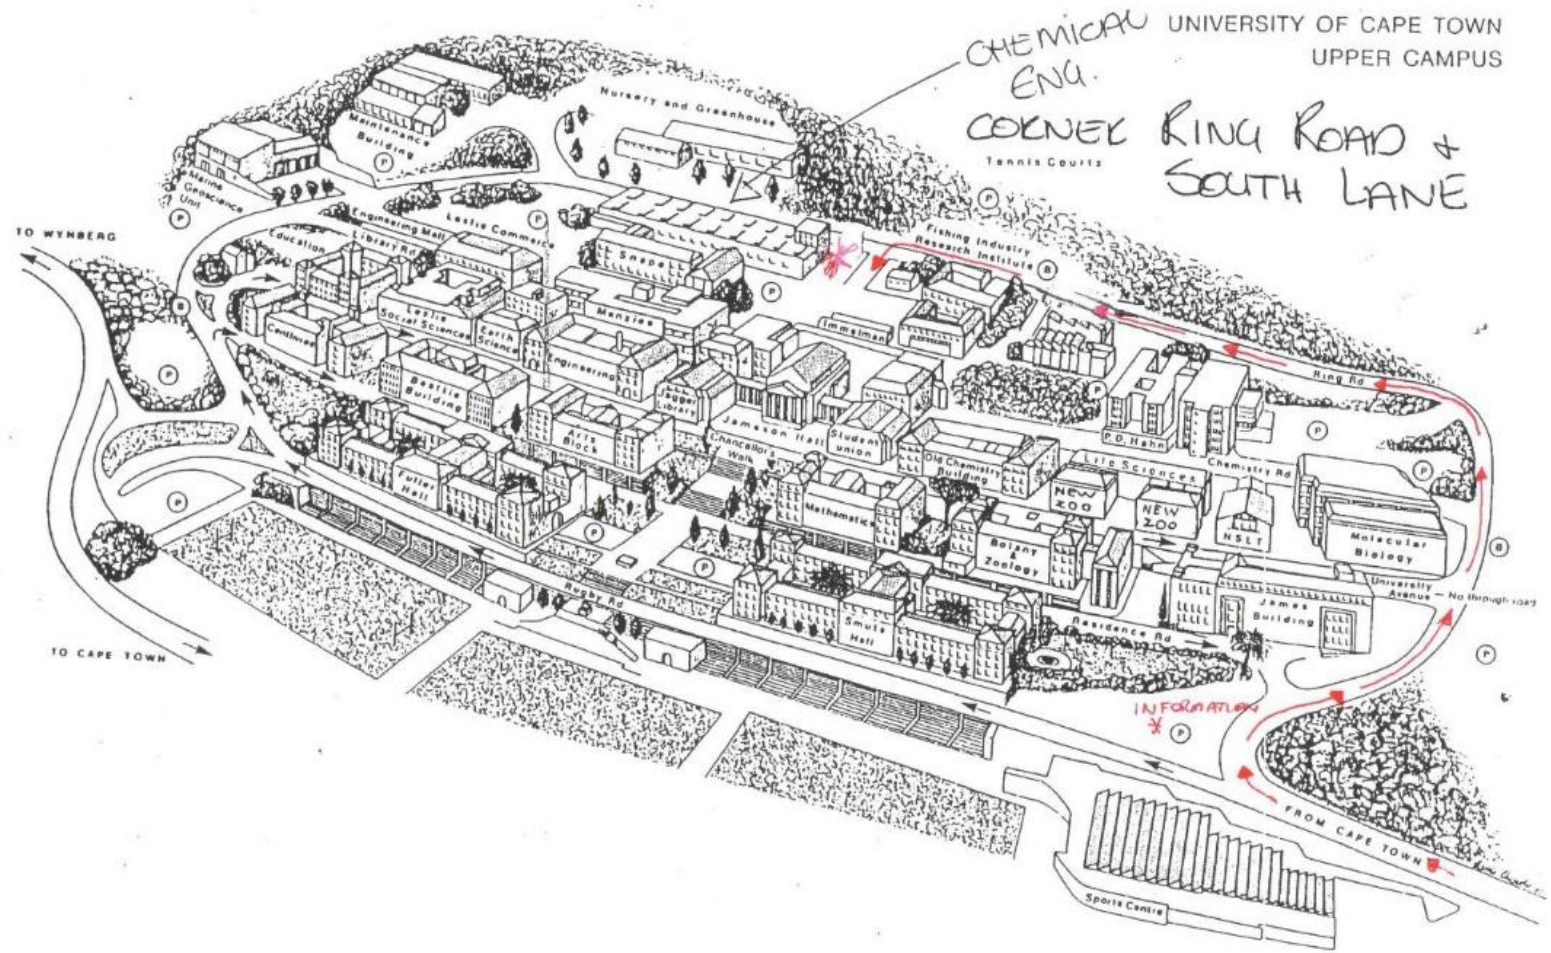 UNIVERSITY OF CAPE TOWN
UPPER CAMPUS
CHEMICAL
ENG.
CORNER RING ROAD &
SOUTH LANE
Tennis Courts
Nursery and Greenhouse
Maintenance
Building
P
Marine
Geoscience
Unit
P
TO WYNBERG
Engineering Mall
Library Rd
Leslie Commerce
P
Education
Snape
P
Fishing Industry
Research Institute
B
P
B
Centlivres
Leslie
Social Science
Earth
Science
Menzies
Engineering
Immelman
Beattie
Building
Jagger
Library
Arts
Block
Jameson Hall
Chancellor's
Walk
Student
union
Old Chemistry
Building
P.D. Hahn
P
Ring Rd
P
Life Sciences
Chemistry Rd
P
NEW
ZOO
NEW
ZOO
NSLT
Molecular
Biology
B
P
P
Fuller
Hall
P
Mathematics
Botany
&
Zoology
University
Avenue - No through road
James
Building
P
Rugby Rd
Smuts
Hall
Residence Rd
P
TO CAPE TOWN
INFORMATION
P
FROM CAPE TOWN
Sports Centre